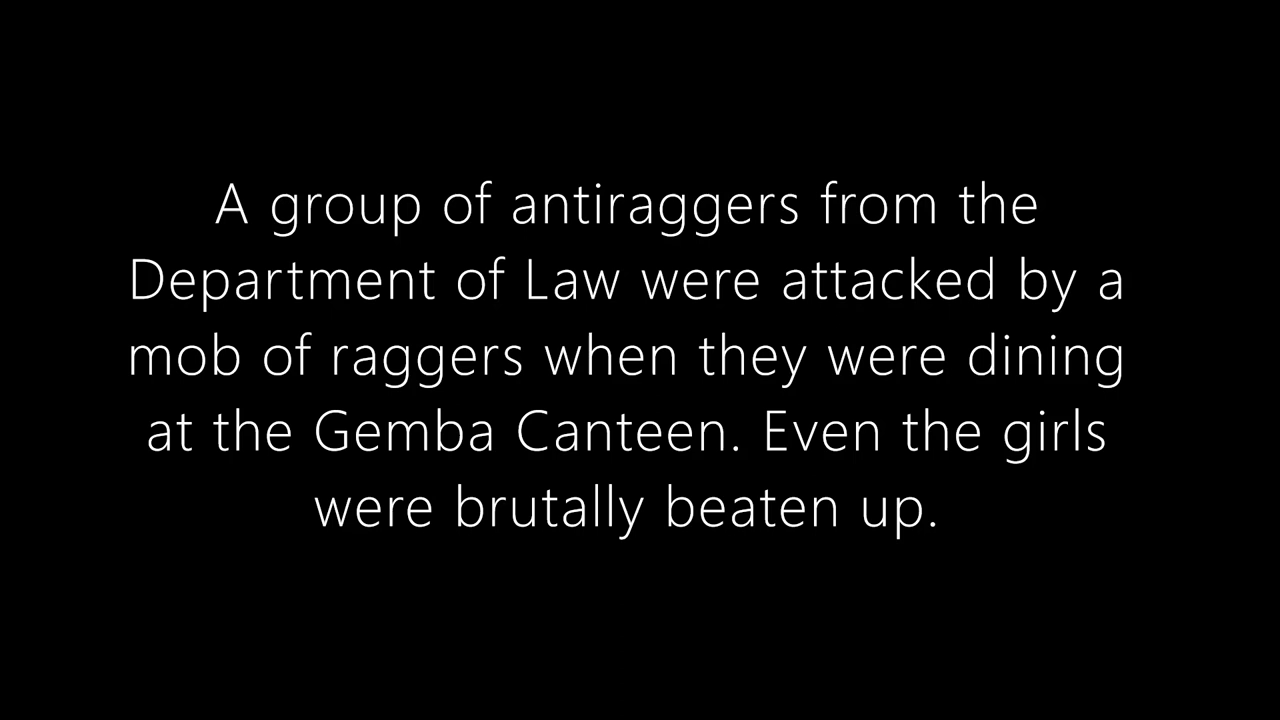 A group of antiraggers from the
Department of Law were attacked by a
mob of raggers when they were dining
at the Gemba Canteen. Even the girls
were brutally beaten up.